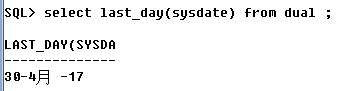 SQL> select last_day(sysdate) from dual ;
LAST_DAY(SYSDA
--------------
30-4月 -17